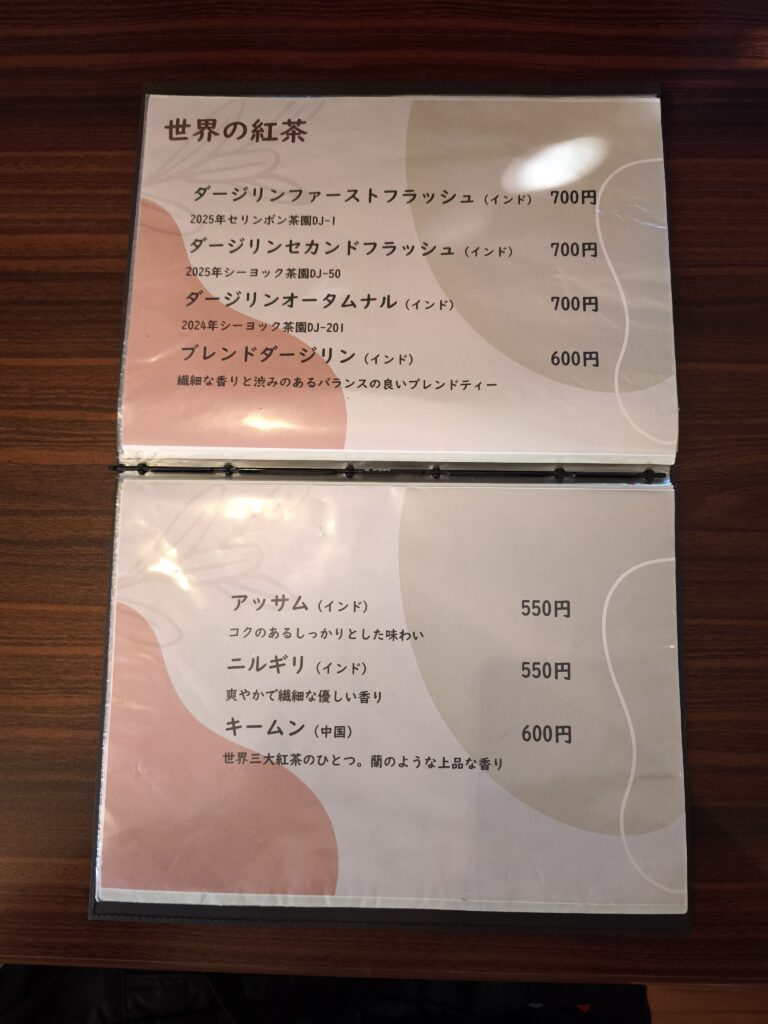 世界の紅茶
ダージリンファーストフラッシュ（インド） 700円
2025年セリンボン茶園DJ-1
ダージリンセカンドフラッシュ（インド） 700円
2025年シーヨック茶園DJ-50
ダージリンオータムナル（インド） 700円
2024年シーヨック茶園DJ-201
ブレンドダージリン（インド） 600円
繊細な香りと渋みのあるバランスの良いブレンドティー
アッサム（インド） 550円
コクのあるしっかりとした味わい
ニルギリ（インド） 550円
爽やかで繊細な優しい香り
キームン（中国） 600円
世界三大紅茶のひとつ。蘭のような上品な香り